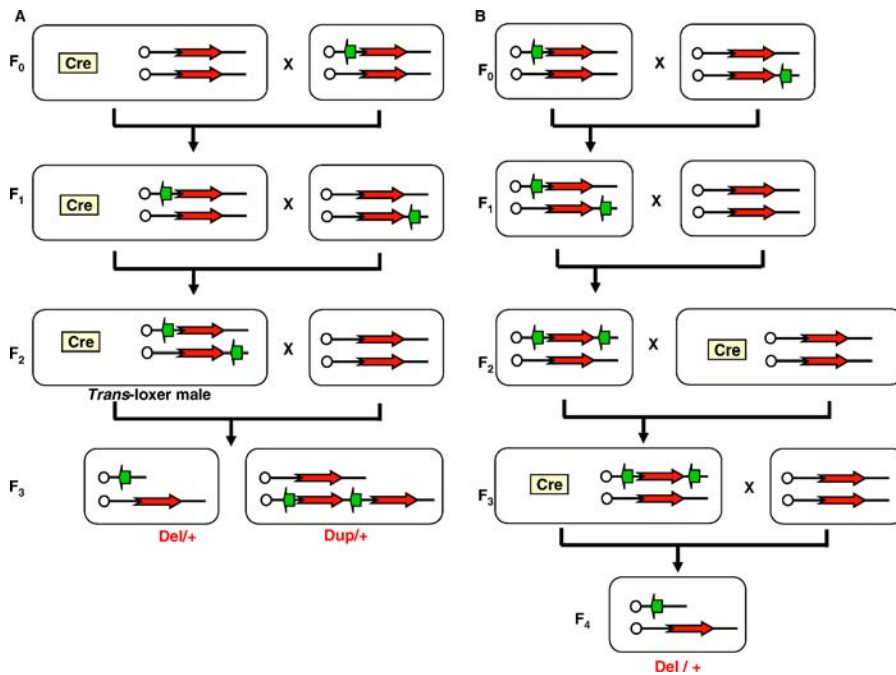 A
F0
Cre
X
F1
Cre
X
F2
Cre
X
Trans-loxer male
F3
Del/+
Dup/+
B
F0
X
F1
X
F2
X
Cre
F3
Cre
X
F4
Del / +